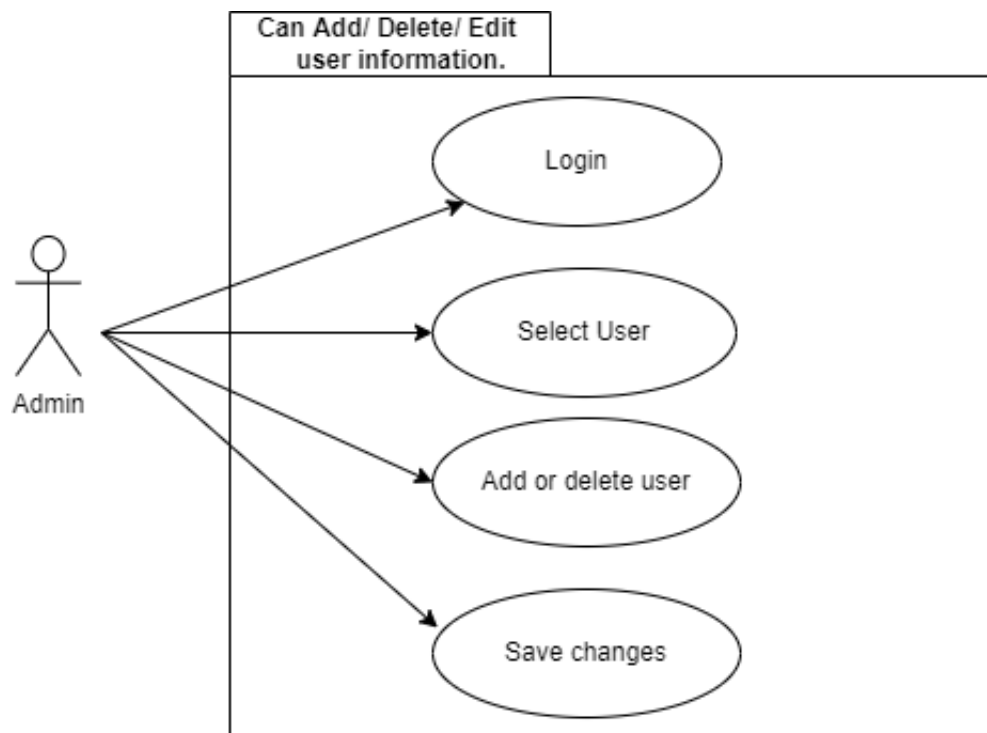 Can Add/ Delete/ Edit
user information.
Login
Select User
Admin
Add or delete user
Save changes